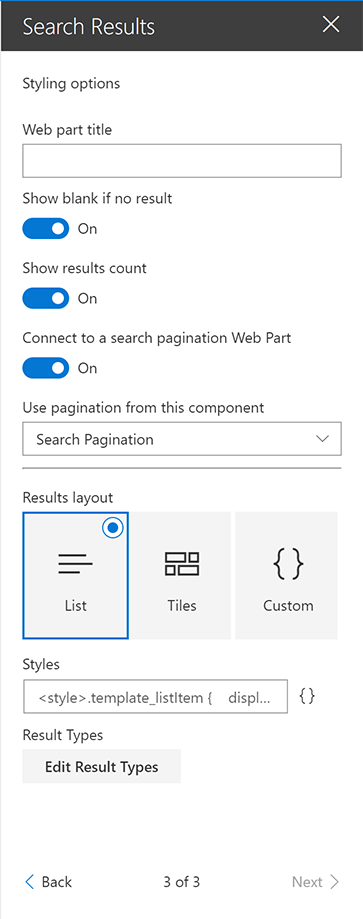 Search Results
Styling options
Web part title
Show blank if no result
On
Show results count
On
Connect to a search pagination Web Part
On
Use pagination from this component
Search Pagination
Results layout
List
Tiles
{ }
Custom
Styles
<style>.template_listItem {    displ... { }
Result Types
Edit Result Types
Back 3 of 3 Next